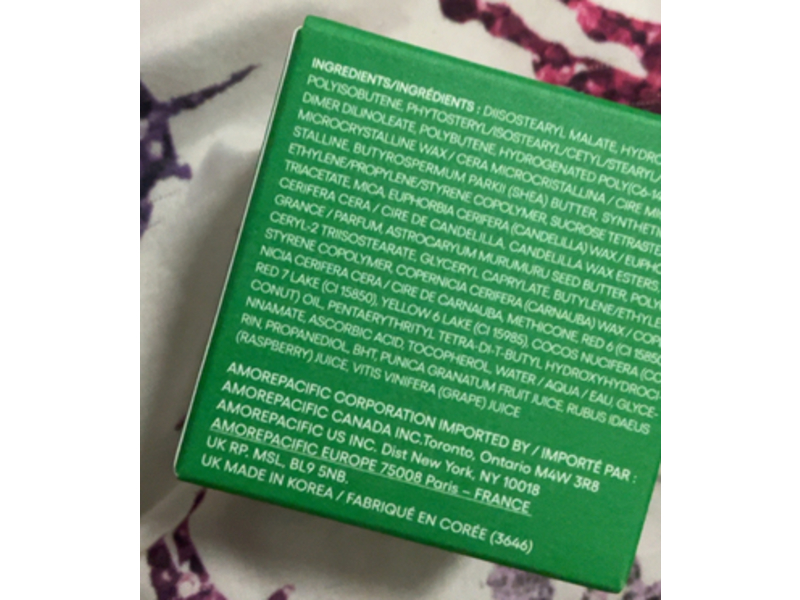 INGREDIENTS/INGRÉDIENTS : DIISOSTEARYL MALATE, HYDRO
POLYISOBUTENE, PHYTOSTERYL/ISOSTEARYL/CETYL/STEARYL/
DIMER DILINOLEATE, POLYBUTENE, HYDROGENATED POLY(C6-14
MICROCRYSTALLINE WAX / CERA MICROCRISTALLINA / CIRE MI
STALLINE, BUTYROSPERMUM PARKII (SHEA) BUTTER, SYNTHETI
ETHYLENE/PROPYLENE/STYRENE COPOLYMER, SUCROSE TETRASTE
TRIACETATE, MICA, EUPHORBIA CERIFERA (CANDELILLA) WAX / EUPHO
CERIFERA CERA / CIRE DE CANDELILLA, CANDELILLA WAX ESTERS,
GRANCE / PARFUM, ASTROCARYUM MURUMURU SEED BUTTER, POLY
CERYL-2 TRIISOSTEARATE, GLYCERYL CAPRYLATE, BUTYLENE/ETHYLE
STYRENE COPOLYMER, COPERNICIA CERIFERA (CARNAUBA) WAX / COPE
NICIA CERIFERA CERA / CIRE DE CARNAUBA, METHICONE, RED 6 (CI 15850
RED 7 LAKE (CI 15850), YELLOW 6 LAKE (CI 15985), COCOS NUCIFERA (CO
CONUT) OIL, PENTAERYTHRITYL TETRA-DI-T-BUTYL HYDROXYHYDROCI
NNAMATE, ASCORBIC ACID, TOCOPHEROL, WATER / AQUA / EAU, GLYCE-
RIN, PROPANEDIOL, BHT, PUNICA GRANATUM FRUIT JUICE, RUBUS IDAEUS
(RASPBERRY) JUICE, VITIS VINIFERA (GRAPE) JUICE
AMOREPACIFIC CORPORATION IMPORTED BY / IMPORTÉ PAR :
AMOREPACIFIC CANADA INC.Toronto, Ontario M4W 3R8
AMOREPACIFIC US INC. Dist New York, NY 10018
AMOREPACIFIC EUROPE 75008 Paris – FRANCE
UK RP. MSL, BL9 5NB,
UK MADE IN KOREA / FABRIQUÉ EN CORÉE (3646)